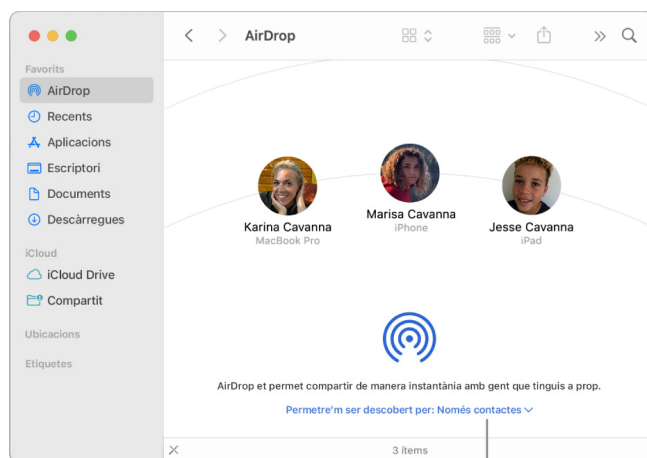 AirDrop
Favorits
AirDrop
Recents
Aplicacions
Escriptori
Documents
Descàrregues
iCloud
iCloud Drive
Compartit
Ubicacions
Etiquetes
Karina Cavanna
MacBook Pro
Marisa Cavanna
iPhone
Jesse Cavanna
iPad
AirDrop et permet compartir de manera instantània amb gent que tinguis a prop.
Permetre’m ser descobert per: Només contactes
3 ítems